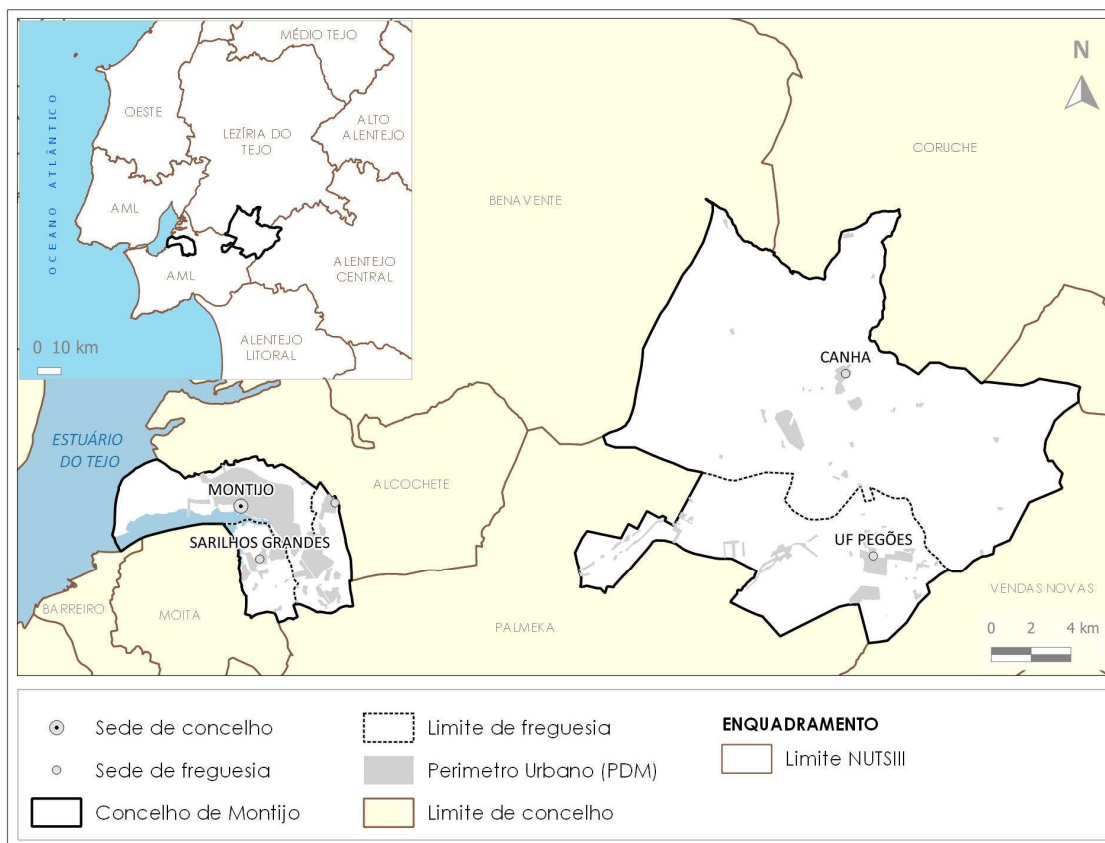 MÉDIO TEJO
OESTE
LEZÍRIA DO
TEJO
ALTO
ALENTEJO
OCEANO ATLÂNTICO
AML
AML
ALENTEJO
CENTRAL
ALENTEJO
LITORAL
0 10 km
N
CORUCHE
BENAVENTE
CANHA
ESTUÁRIO
DO TEJO
MONTIJO
ALCOCHETE
SARILHOS GRANDES
UF PEGÕES
BARREIRO
MOITA
PALMEKA
VENDAS NOVAS
0 2 4 km
Sede de concelho
Sede de freguesia
Concelho de Montijo
Limite de freguesia
Perimetro Urbano (PDM)
Limite de concelho
ENQUADRAMENTO
Limite NUTSIII